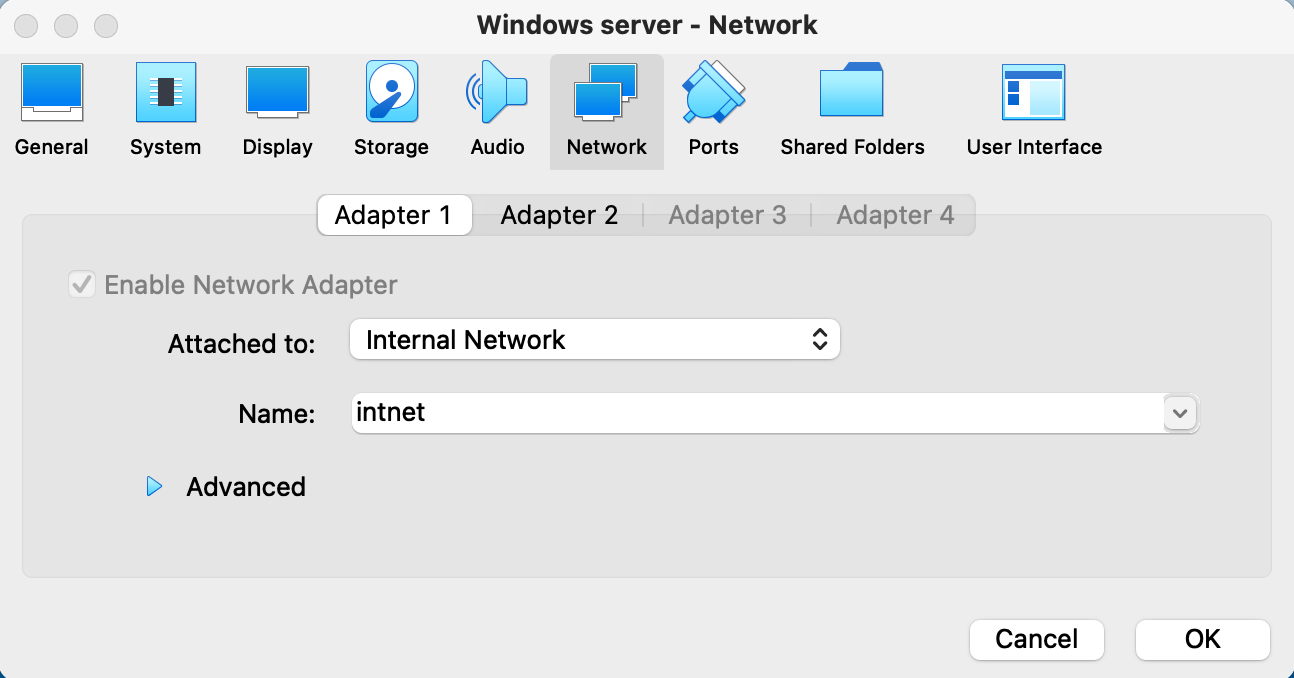 Windows server - Network
General System Display Storage Audio Network Ports Shared Folders User Interface
Adapter 1 Adapter 2 Adapter 3 Adapter 4
Enable Network Adapter
Attached to: Internal Network
Name: intnet
Advanced
Cancel OK